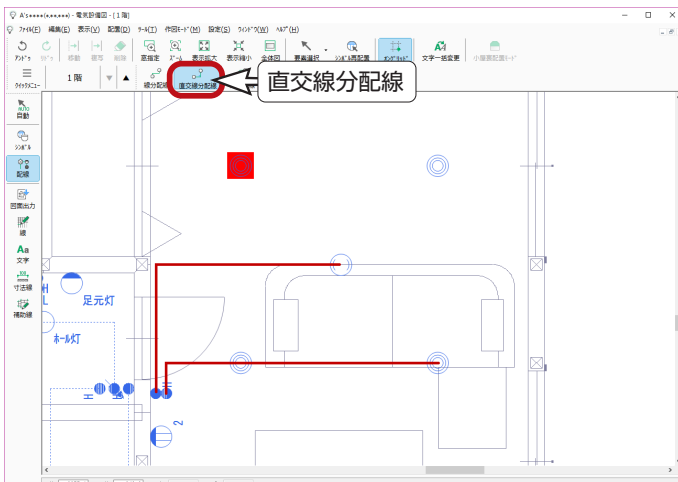 A's★★★★(★.★★,★★★) - 電気設備図 - [1 階]
ファイル(F) 編集(E) 表示(V) 配置(D) ツール(T) 作図モード(M) 設定(S) ウインドウ(W) ヘルプ(H)
アンドゥ リドゥ 移動 複写 削除 窓指定 ズーム 表示拡大 表示縮小 全体図 要素選択 シンボル再配置 オングリッド 文字一括変更 小屋裏配置モード
クイックメニュー 1 階 ▼ ▲ 線分配線 直交線分配線
直交線分配線
AUTO
自動
シンボル
配線
図面出力
線
Aa
文字
寸法線
補助線
足元灯
ホール灯
H
L
H
H
H
2